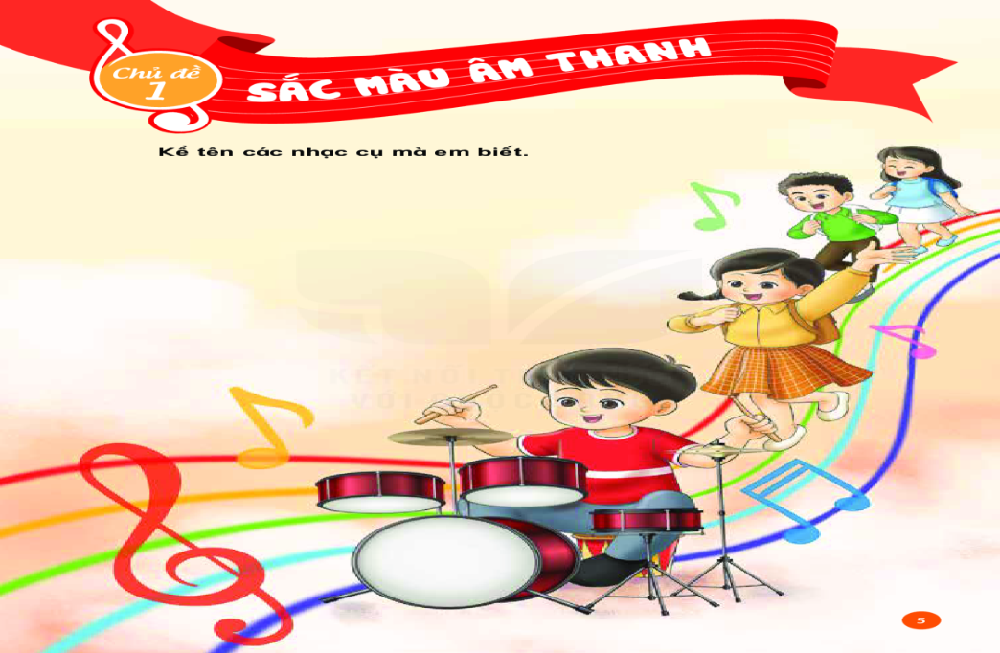 Chủ đề
1
SẮC MÀU ÂM THANH
Kể tên các nhạc cụ mà em biết.
5